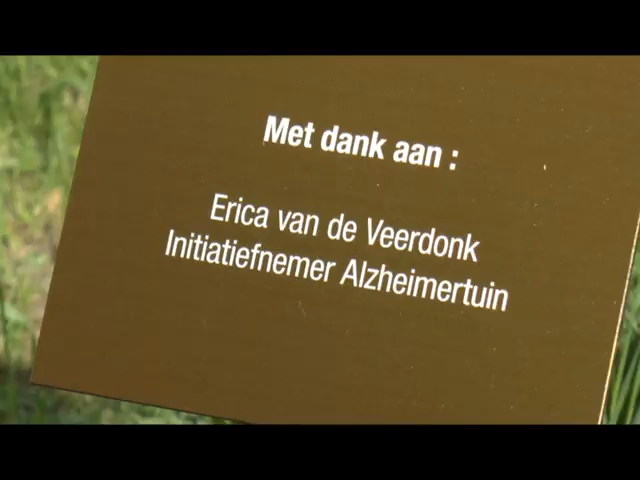 Met dank aan :
Erica van de Veerdonk
Initiatiefnemer Alzheimertuin